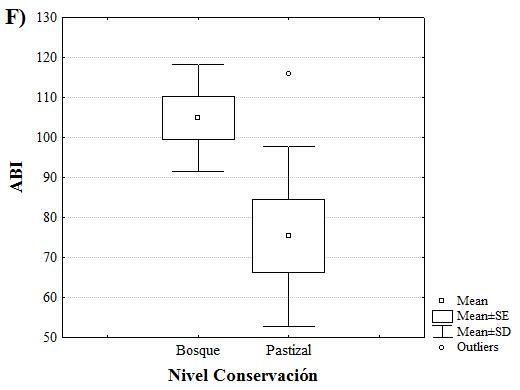 F)
130
120
110
100
90
80
70
60
50
ABI
Bosque Pastizal
Nivel Conservación
Mean
Mean±SE
Mean±SD
Outliers